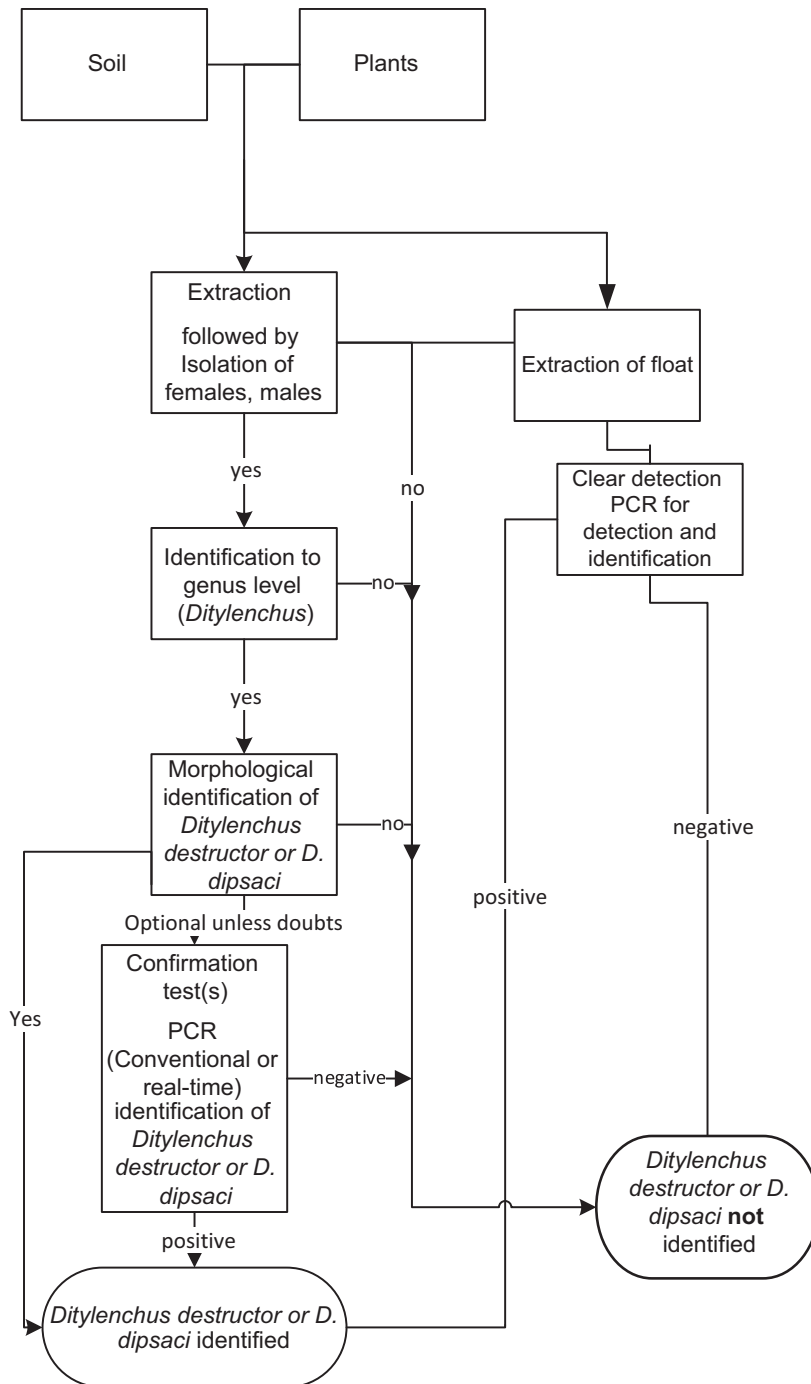 Soil
Plants
Extraction
followed by
Isolation of
females, males
Extraction of float
yes
no
Clear detection
PCR for
detection and
identification
Identification to
genus level
(Ditylenchus)
no
yes
Morphological
identification of
Ditylenchus
destructor or D.
dipsaci
no
negative
positive
Optional unless doubts
Yes
Confirmation
test(s)
PCR
(Conventional or
real-time)
identification of
Ditylenchus
destructor or D.
dipsaci
negative
positive
Ditylenchus
destructor or D.
dipsaci not
identified
Ditylenchus destructor or D.
dipsaci identified